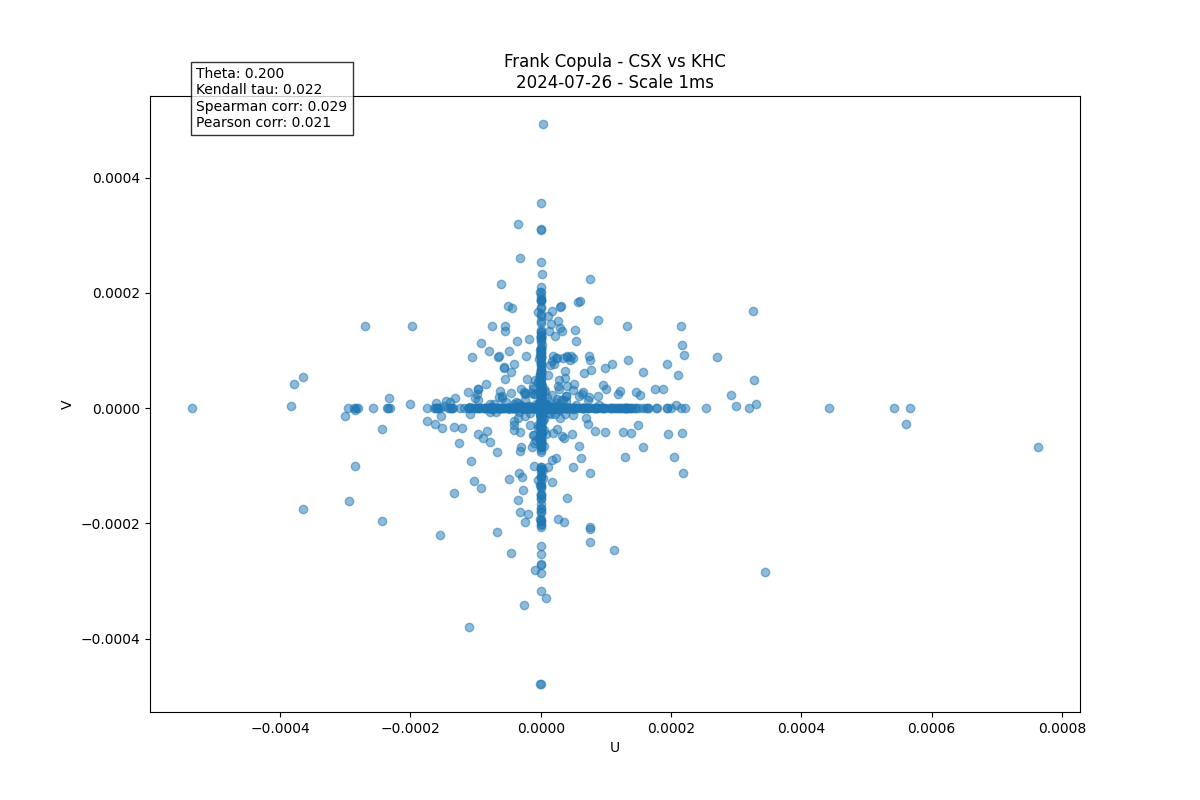 Frank Copula - CSX vs KHC
2024-07-26 - Scale 1ms
Theta: 0.200
Kendall tau: 0.022
Spearman corr: 0.029
Pearson corr: 0.021
0.0004
0.0002
0.0000
−0.0002
−0.0004
V
−0.0004
−0.0002
0.0000
0.0002
0.0004
0.0006
0.0008
U